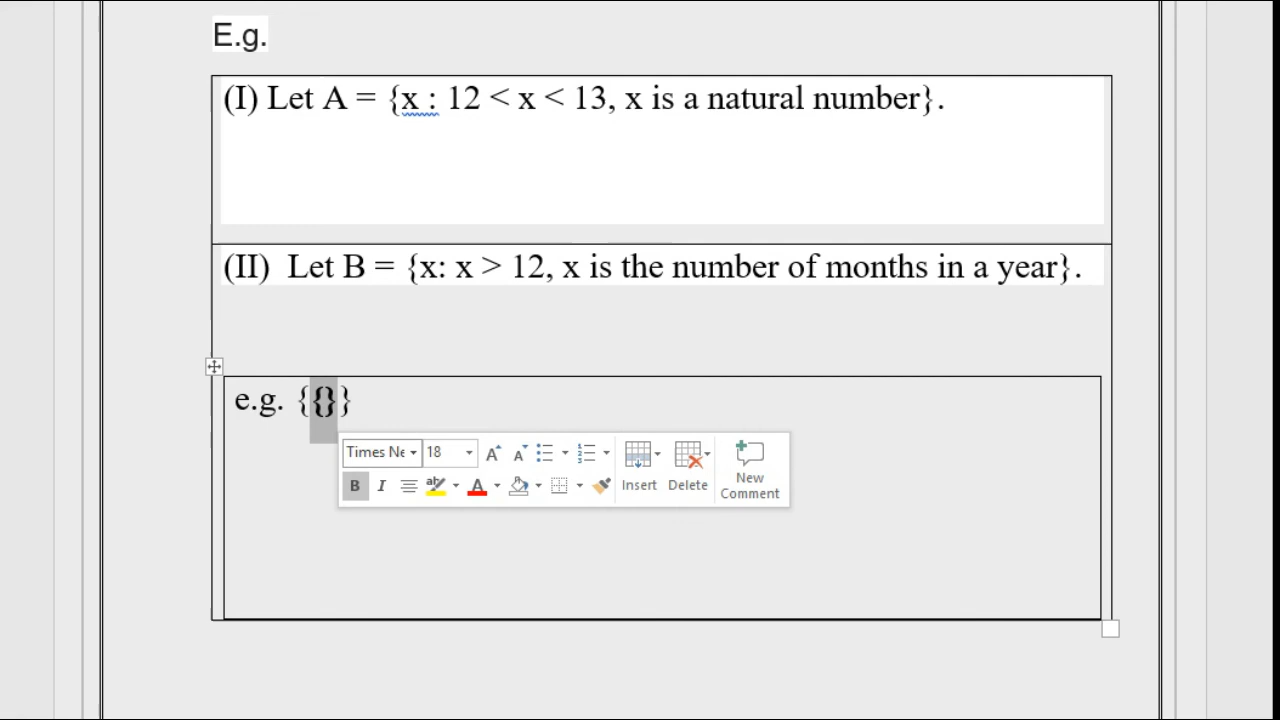 E.g.
(I) Let A = {x : 12 < x < 13, x is a natural number}.
(II) Let B = {x: x > 12, x is the number of months in a year}.
e.g. {{}}
Times Ne 18 A A
B I ab A Insert Delete New
Comment